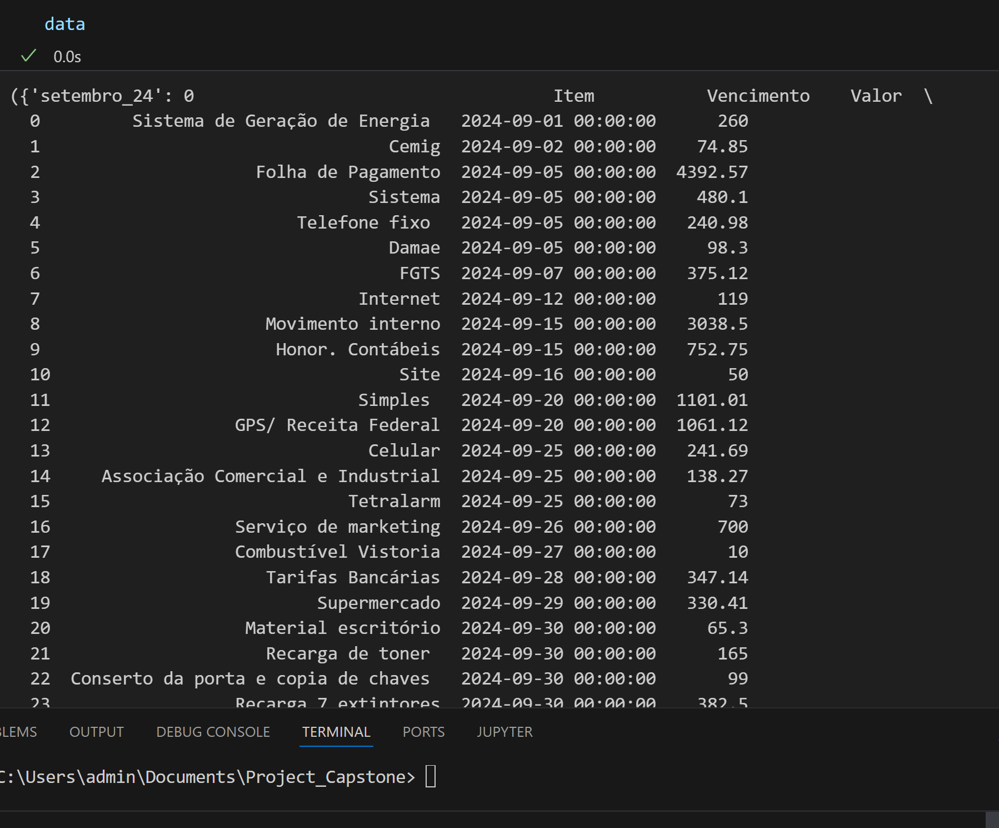 data
0.0s
({'setembro_24': 0 Item Vencimento Valor \
0 Sistema de Geração de Energia 2024-09-01 00:00:00 260
1 Cemig 2024-09-02 00:00:00 74.85
2 Folha de Pagamento 2024-09-05 00:00:00 4392.57
3 Sistema 2024-09-05 00:00:00 480.1
4 Telefone fixo 2024-09-05 00:00:00 240.98
5 Damae 2024-09-05 00:00:00 98.3
6 FGTS 2024-09-07 00:00:00 375.12
7 Internet 2024-09-12 00:00:00 119
8 Movimento interno 2024-09-15 00:00:00 3038.5
9 Honor. Contábeis 2024-09-15 00:00:00 752.75
10 Site 2024-09-16 00:00:00 50
11 Simples 2024-09-20 00:00:00 1101.01
12 GPS/ Receita Federal 2024-09-20 00:00:00 1061.12
13 Celular 2024-09-25 00:00:00 241.69
14 Associação Comercial e Industrial 2024-09-25 00:00:00 138.27
15 Tetralarm 2024-09-25 00:00:00 73
16 Serviço de marketing 2024-09-26 00:00:00 700
17 Combustível Vistoria 2024-09-27 00:00:00 10
18 Tarifas Bancárias 2024-09-28 00:00:00 347.14
19 Supermercado 2024-09-29 00:00:00 330.41
20 Material escritório 2024-09-30 00:00:00 65.3
21 Recarga de toner 2024-09-30 00:00:00 165
22 Conserto da porta e copia de chaves 2024-09-30 00:00:00 99
23 Recarga 7 extintores 2024-09-30 00:00:00 382.5
BLEMS OUTPUT DEBUG CONSOLE TERMINAL PORTS JUPYTER
C:\Users\admin\Documents\Project_Capstone>